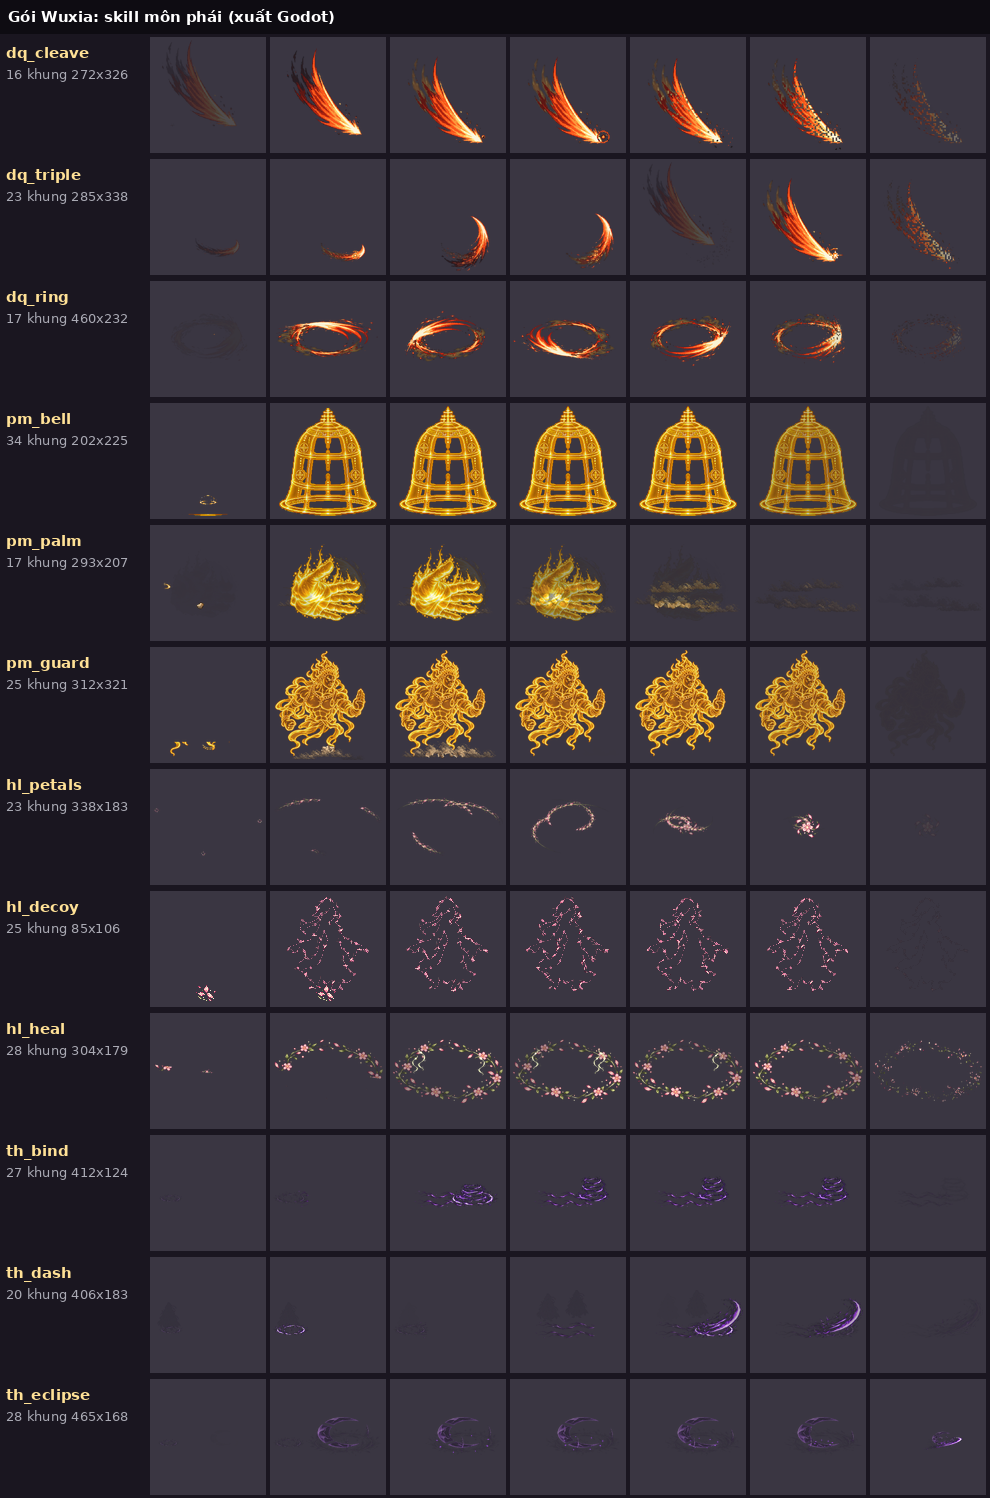 Gói Wuxia: skill môn phái (xuất Godot)
dq_cleave
16 khung 272x326
dq_triple
23 khung 285x338
dq_ring
17 khung 460x232
pm_bell
34 khung 202x225
pm_palm
17 khung 293x207
pm_guard
25 khung 312x321
hl_petals
23 khung 338x183
hl_decoy
25 khung 85x106
hl_heal
28 khung 304x179
th_bind
27 khung 412x124
th_dash
20 khung 406x183
th_eclipse
28 khung 465x168